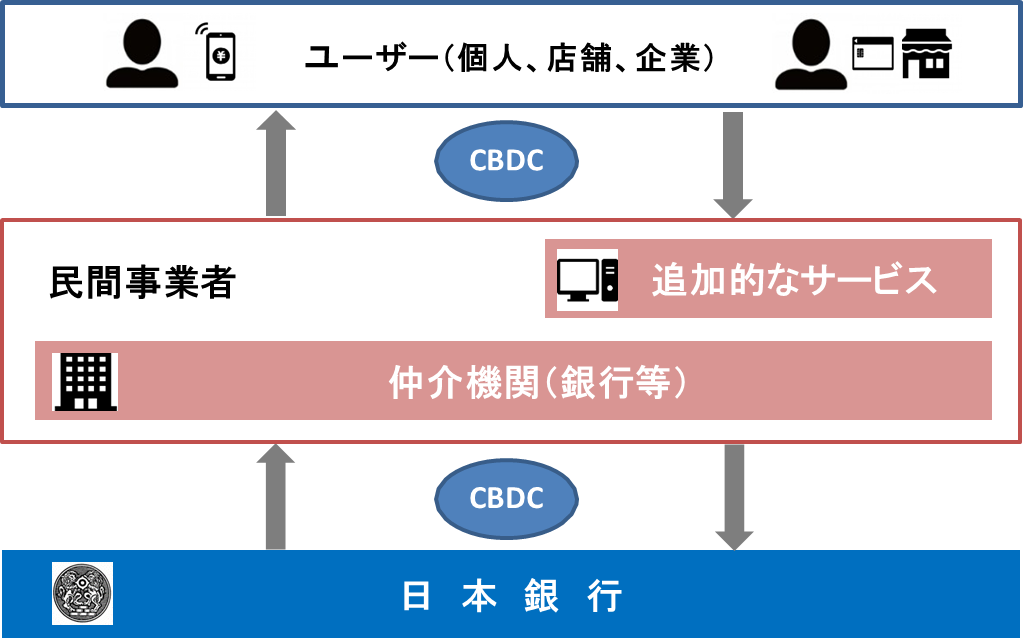 ユーザー（個人、店舗、企業）
¥
CBDC
民間事業者
追加的なサービス
仲介機関（銀行等）
CBDC
日本銀行